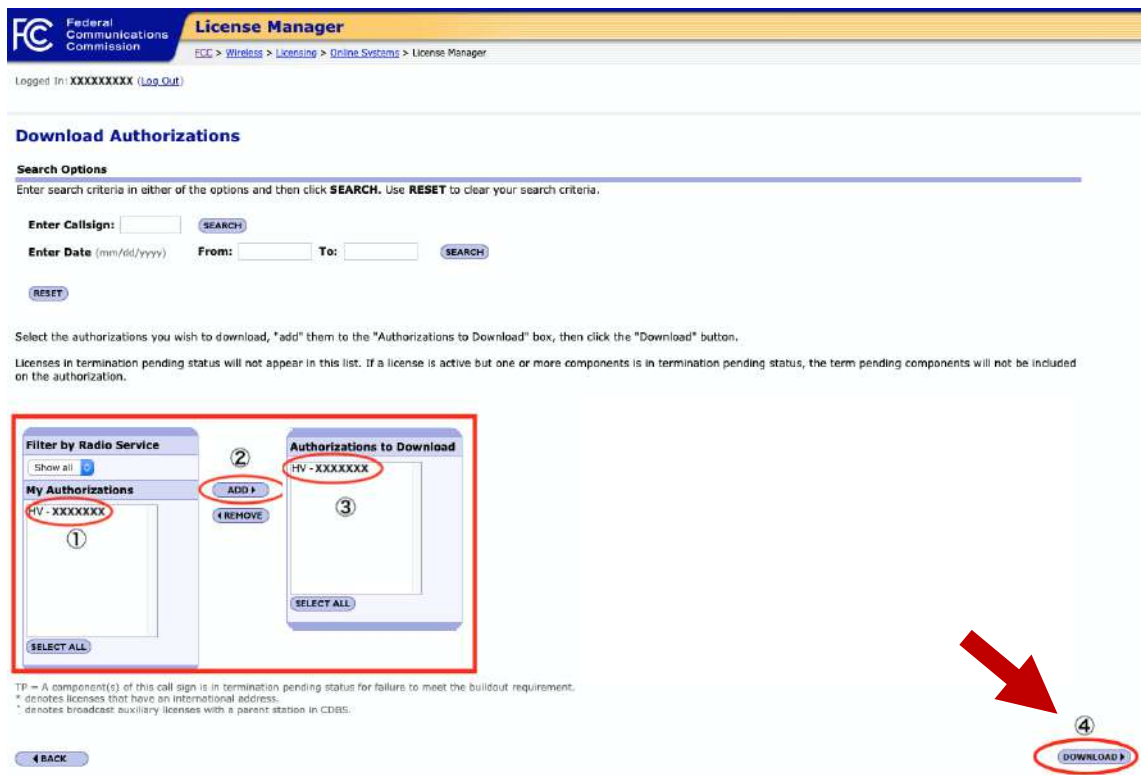 FCC Federal
Communications
Commission
License Manager
FCC > Wireless > Licensing > Online Systems > License Manager
Logged In: XXXXXXXXX (Log Out)
Download Authorizations
Search Options
Enter search criteria in either of the options and then click SEARCH. Use RESET to clear your search criteria.
Enter Callsign: SEARCH
Enter Date (mm/dd/yyyy) From: To: SEARCH
RESET
Select the authorizations you wish to download, "add" them to the "Authorizations to Download" box, then click the "Download" button.
Licenses in termination pending status will not appear in this list. If a license is active but one or more components is in termination pending status, the term pending components will not be included
on the authorization.
Filter by Radio Service
Show all
My Authorizations
HV - XXXXXXX
①
SELECT ALL
②
ADD
REMOVE
Authorizations to Download
HV - XXXXXXX
③
SELECT ALL
TP = A component(s) of this call sign is in termination pending status for failure to meet the buildout requirement.
* denotes licenses that have an international address.
^ denotes broadcast auxiliary licenses with a parent station in CDBS.
④
BACK
DOWNLOAD